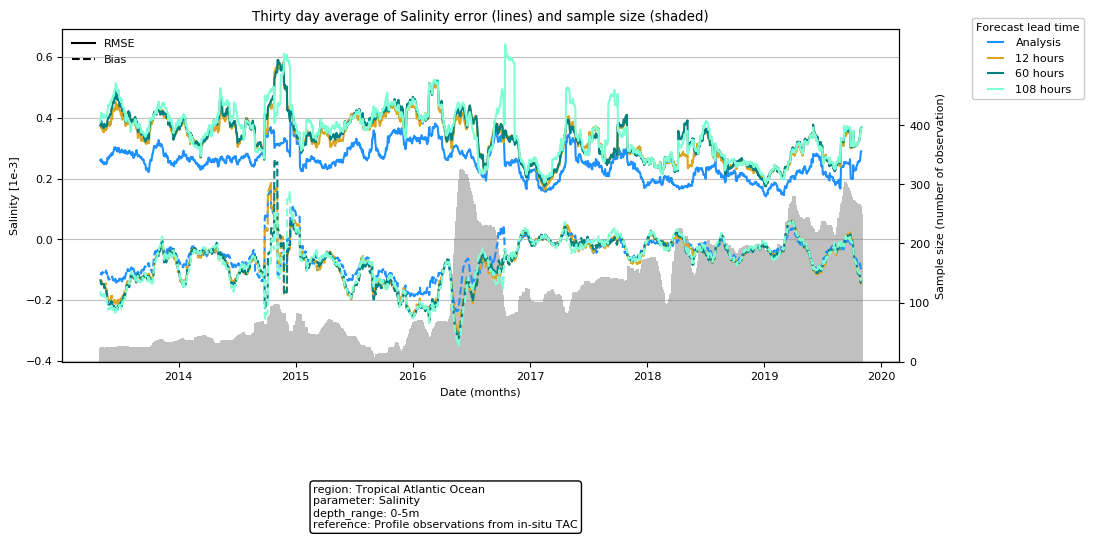 Thirty day average of Salinity error (lines) and sample size (shaded)
Forecast lead time
Analysis
12 hours
60 hours
108 hours
RMSE
Bias
Salinity [1e-3]
0.6
0.4
0.2
0.0
−0.2
−0.4
Sample size (number of observation)
400
300
200
100
0
2014
2015
2016
2017
2018
2019
2020
Date (months)
region: Tropical Atlantic Ocean
parameter: Salinity
depth_range: 0-5m
reference: Profile observations from in-situ TAC